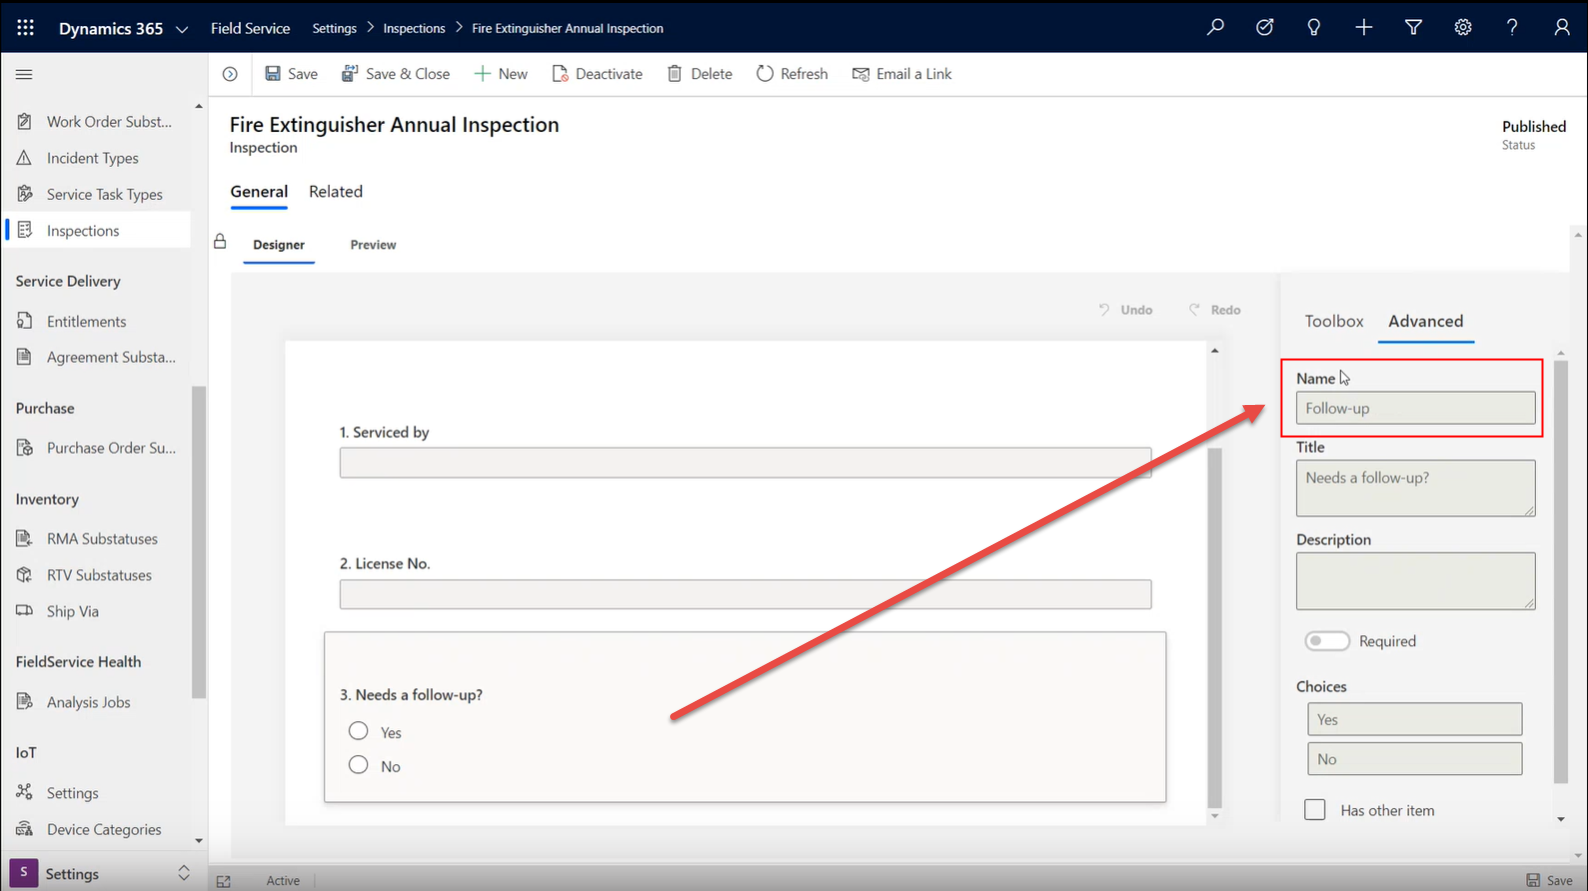 Dynamics 365
Field Service
Settings > Inspections > Fire Extinguisher Annual Inspection
Save
Save & Close
New
Deactivate
Delete
Refresh
Email a Link
Work Order Subst...
Incident Types
Service Task Types
Inspections
Service Delivery
Entitlements
Agreement Substa...
Purchase
Purchase Order Su...
Inventory
RMA Substatuses
RTV Substatuses
Ship Via
FieldService Health
Analysis Jobs
IoT
Settings
Device Categories
S
Settings
Fire Extinguisher Annual Inspection
Inspection
Published
Status
General
Related
Designer
Preview
Undo
Redo
1. Serviced by
2. License No.
3. Needs a follow-up?
Yes
No
Toolbox
Advanced
Name
Follow-up
Title
Needs a follow-up?
Description
Required
Choices
Yes
No
Has other item
Active
Save